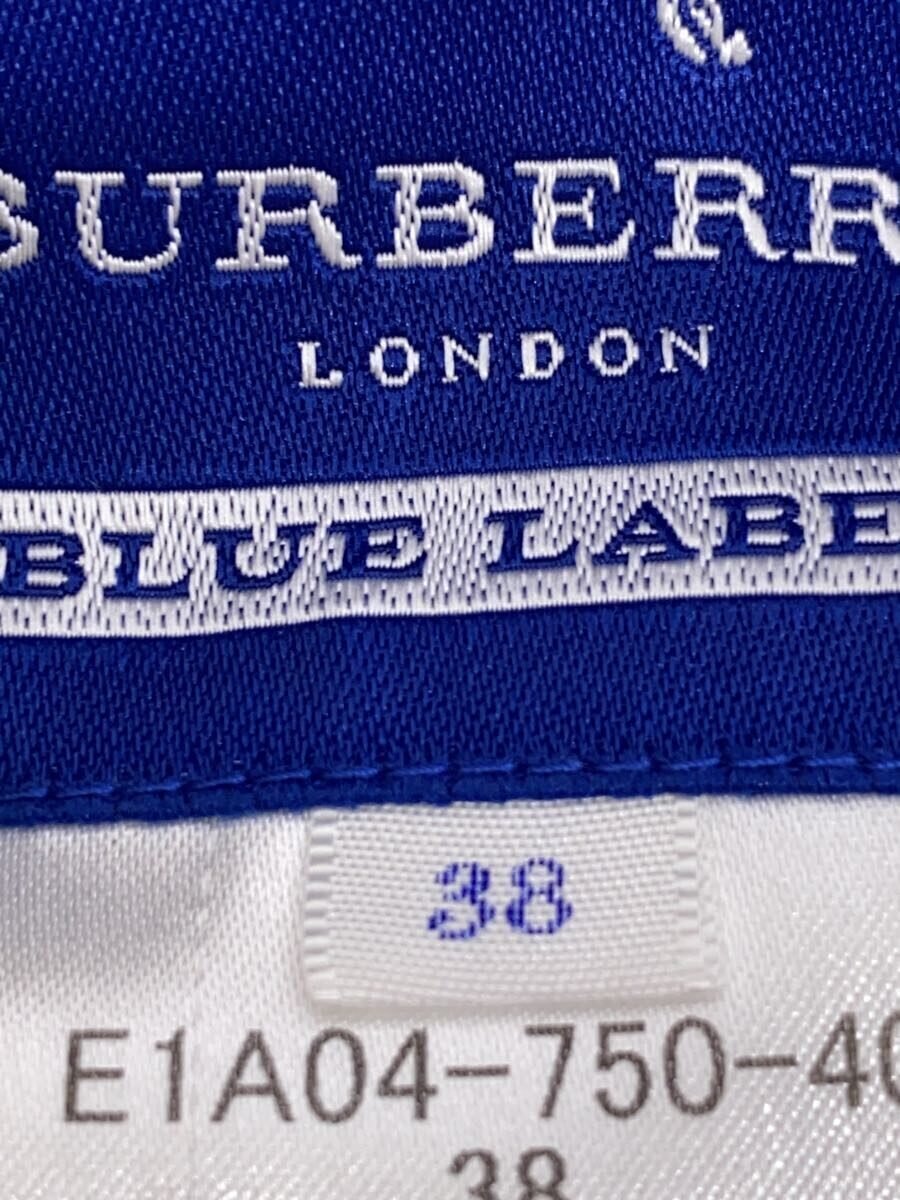 BURBERR
LONDON
BLUE LABE
38
E1A04-750-40
38